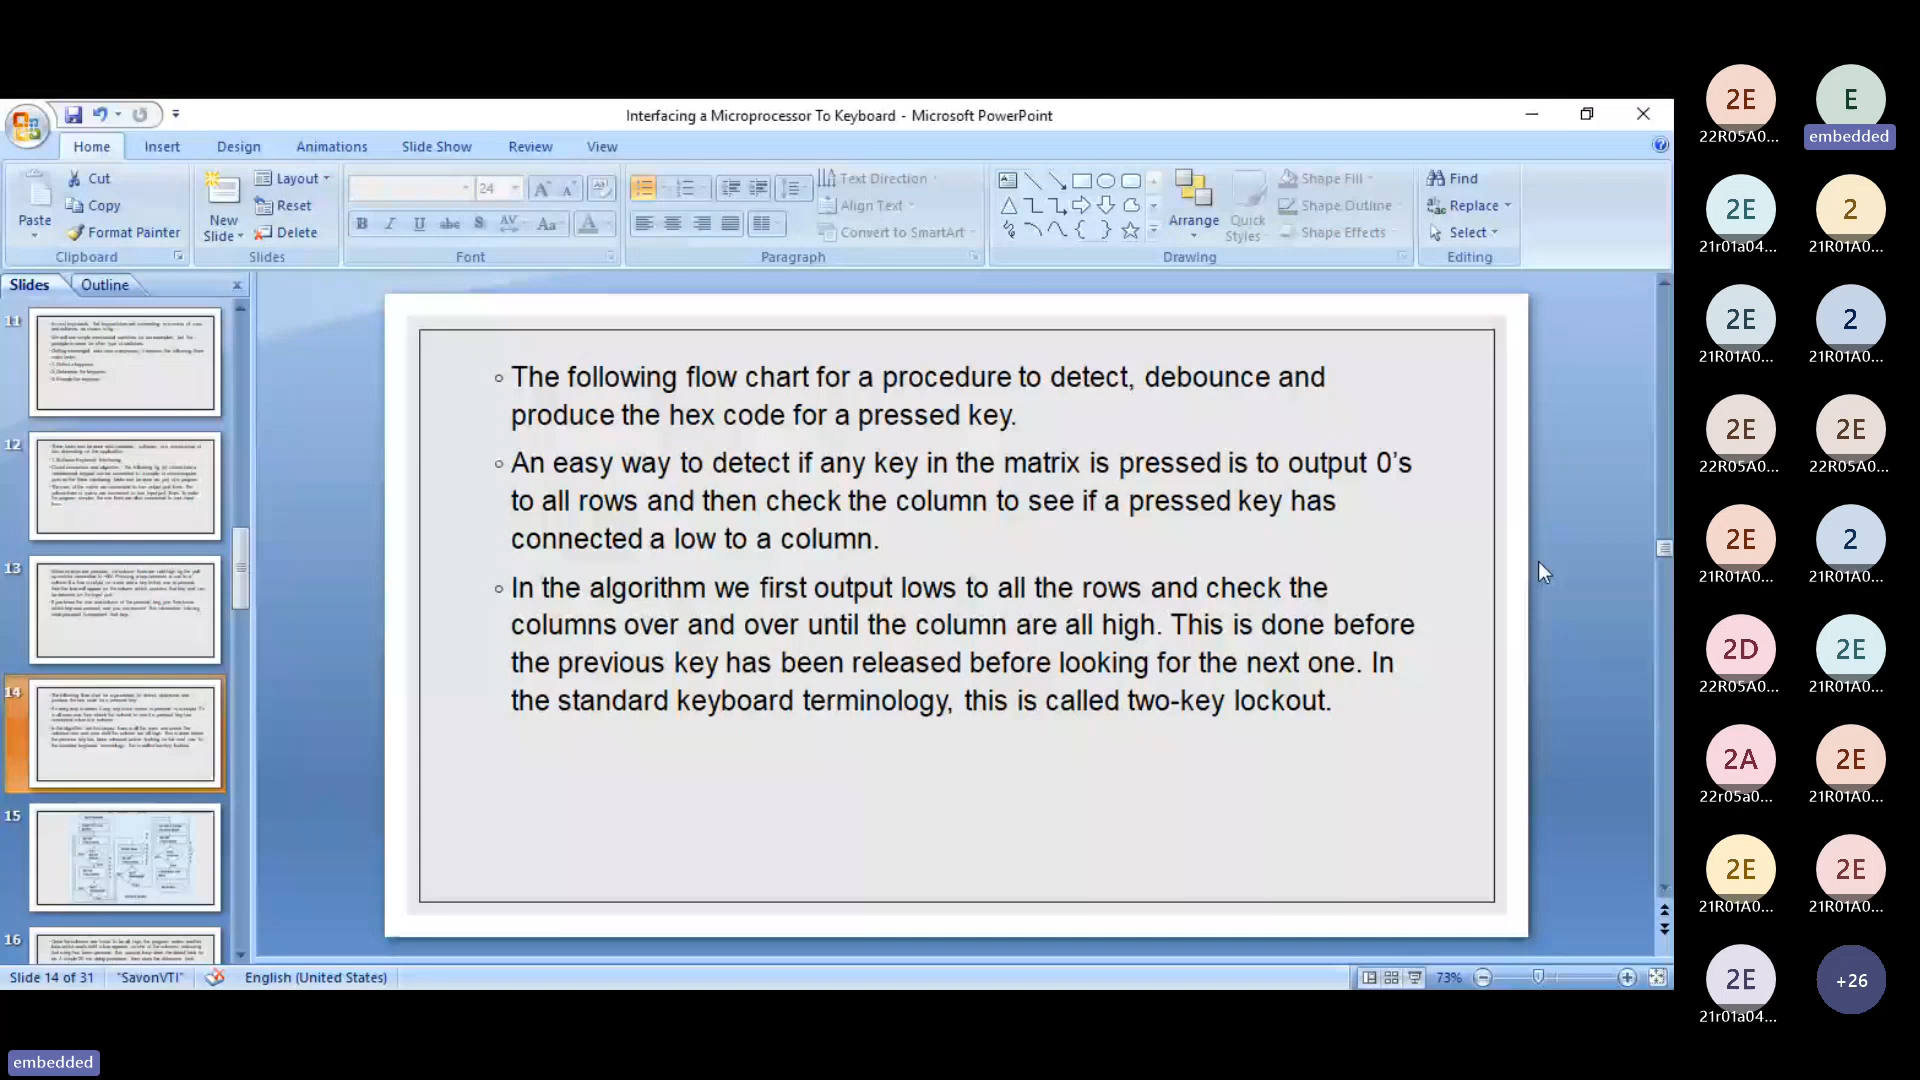 Interfacing a Microprocessor To Keyboard - Microsoft PowerPoint
Home Insert Design Animations Slide Show Review View
Paste
Cut
Copy
Format Painter
Clipboard
New Slide
Layout
Reset
Delete
Slides
24
Font
Text Direction
Align Text
Convert to SmartArt
Paragraph
Arrange
Quick Styles
Shape Fill
Shape Outline
Shape Effects
Drawing
Find
Replace
Select
Editing
Slides Outline
11
12
13
14
15
16
The following flow chart for a procedure to detect, debounce and
produce the hex code for a pressed key.
An easy way to detect if any key in the matrix is pressed is to output 0’s
to all rows and then check the column to see if a pressed key has
connected a low to a column.
In the algorithm we first output lows to all the rows and check the
columns over and over until the column are all high. This is done before
the previous key has been released before looking for the next one. In
the standard keyboard terminology, this is called two-key lockout.
Slide 14 of 31 "SavonVTI" English (United States) 73%
embedded
2E E
22R05A0... embedded
2E 2
21r01a04... 21R01A0...
2E 2
21R01A0... 21R01A0...
2E 2E
22R05A0... 22R05A0...
2E 2
21R01A0... 21R01A0...
2D 2E
22R05A0... 21R01A0...
2A 2E
22r05a0... 21R01A0...
2E 2E
21R01A0... 21R01A0...
2E +26
21r01a04...